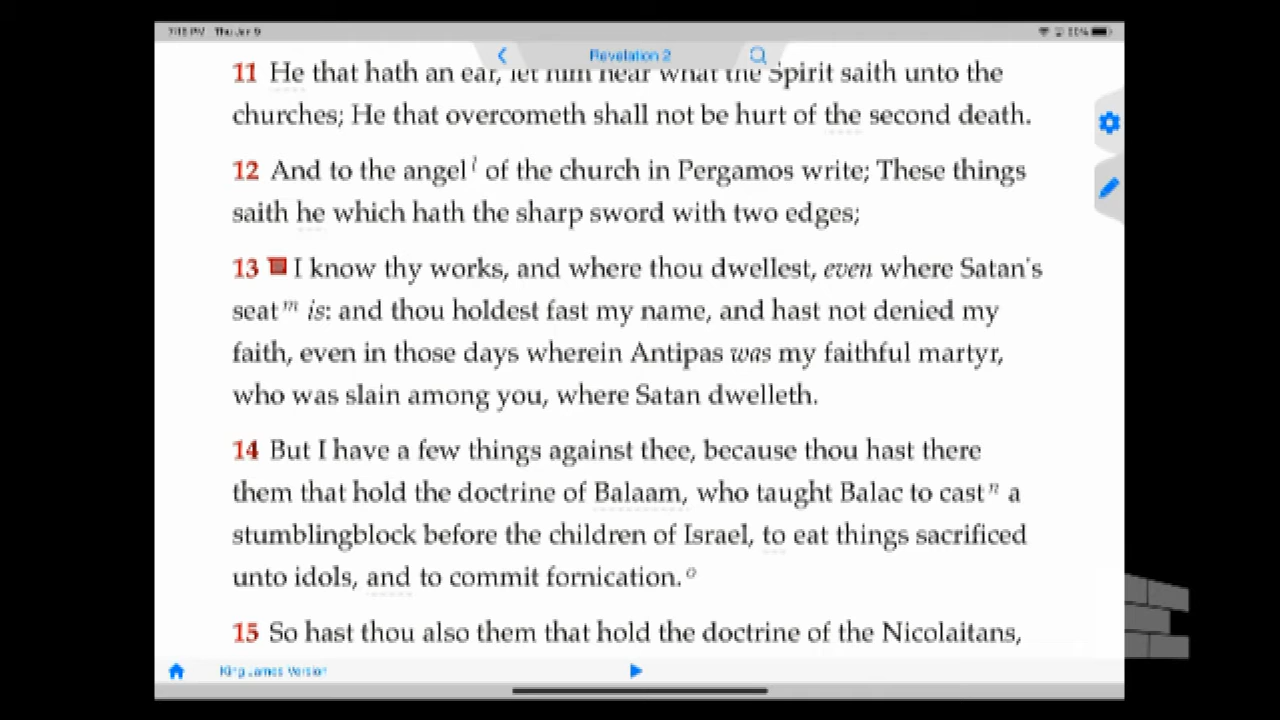 7:18 PM Thu Jan 9
Revelation 2
11 He that hath an ear, let him hear what the Spirit saith unto the
churches; He that overcometh shall not be hurt of the second death.
12 And to the angel l of the church in Pergamos write; These things
saith he which hath the sharp sword with two edges;
13 I know thy works, and where thou dwellest, even where Satan's
seat m is: and thou holdest fast my name, and hast not denied my
faith, even in those days wherein Antipas was my faithful martyr,
who was slain among you, where Satan dwelleth.
14 But I have a few things against thee, because thou hast there
them that hold the doctrine of Balaam, who taught Balac to cast n a
stumblingblock before the children of Israel, to eat things sacrificed
unto idols, and to commit fornication. o
15 So hast thou also them that hold the doctrine of the Nicolaitans,
King James Version